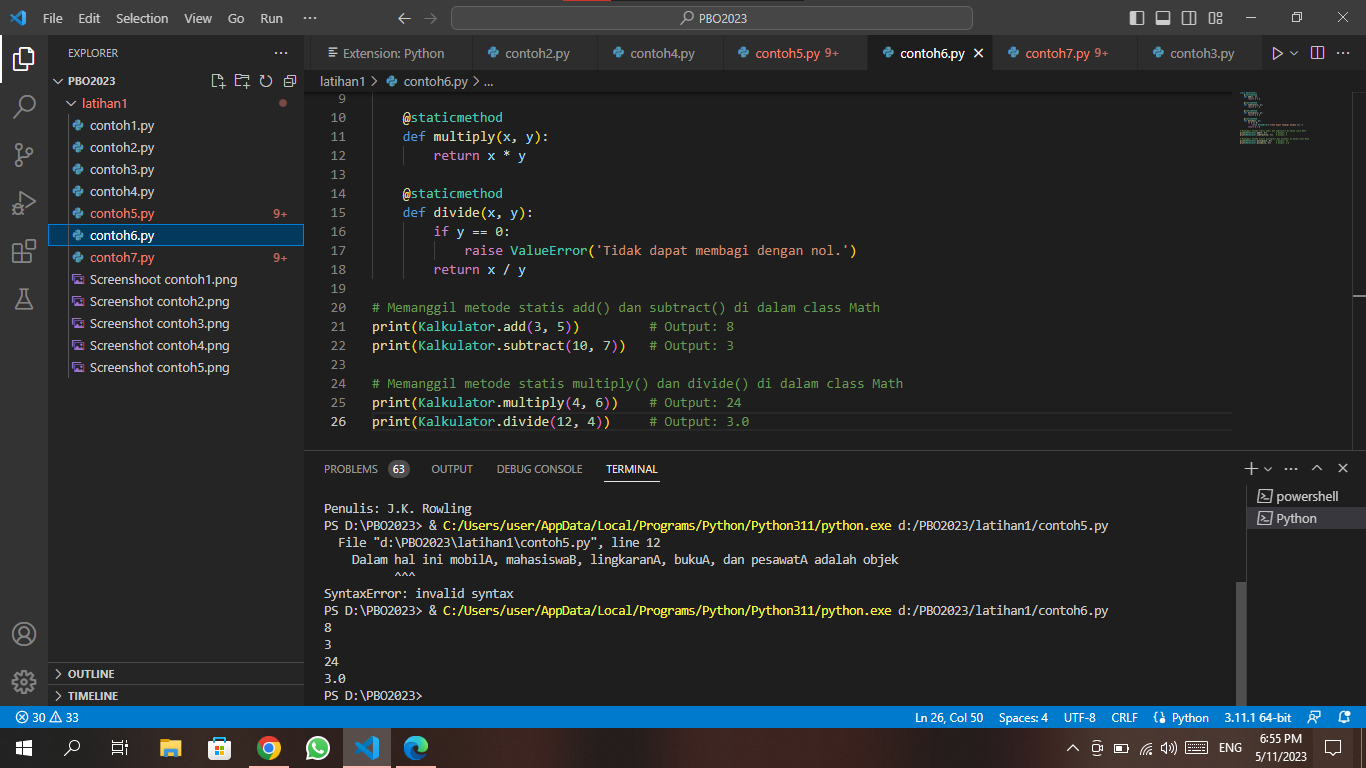 File Edit Selection View Go Run ··· PBO2023
EXPLORER ···
PBO2023
latihan1
contoh1.py
contoh2.py
contoh3.py
contoh4.py
contoh5.py 9+
contoh6.py
contoh7.py 9+
Screenshoot contoh1.png
Screenshot contoh2.png
Screenshot contoh3.png
Screenshot contoh4.png
Screenshot contoh5.png
OUTLINE
TIMELINE
Extension: Python contoh2.py contoh4.py contoh5.py 9+ contoh6.py contoh7.py 9+ contoh3.py
latihan1 > contoh6.py > ...
9
10 @staticmethod
11 def multiply(x, y):
12 return x * y
13
14 @staticmethod
15 def divide(x, y):
16 if y == 0:
17 raise ValueError('Tidak dapat membagi dengan nol.')
18 return x / y
19
20 # Memanggil metode statis add() dan subtract() di dalam class Math
21 print(Kalkulator.add(3, 5)) # Output: 8
22 print(Kalkulator.subtract(10, 7)) # Output: 3
23
24 # Memanggil metode statis multiply() dan divide() di dalam class Math
25 print(Kalkulator.multiply(4, 6)) # Output: 24
26 print(Kalkulator.divide(12, 4)) # Output: 3.0
PROBLEMS 63 OUTPUT DEBUG CONSOLE TERMINAL
Penulis: J.K. Rowling
PS D:\PBO2023> & C:/Users/user/AppData/Local/Programs/Python/Python311/python.exe d:/PBO2023/latihan1/contoh5.py
File "d:\PBO2023\latihan1\contoh5.py", line 12
Dalam hal ini mobilA, mahasiswaB, lingkaranA, bukuA, dan pesawatA adalah objek
^^^
SyntaxError: invalid syntax
PS D:\PBO2023> & C:/Users/user/AppData/Local/Programs/Python/Python311/python.exe d:/PBO2023/latihan1/contoh6.py
8
3
24
3.0
PS D:\PBO2023>
powershell
Python
30 33 Ln 26, Col 50 Spaces: 4 UTF-8 CRLF Python 3.11.1 64-bit
ENG 6:55 PM
5/11/2023